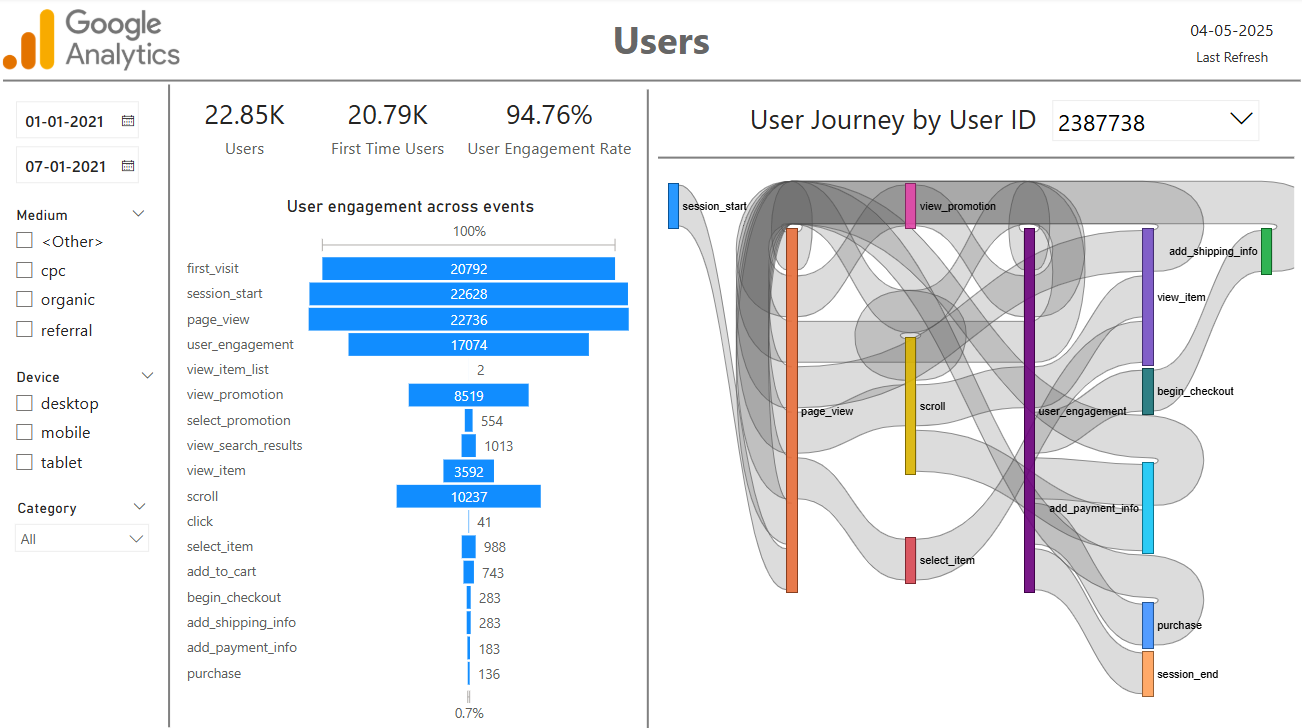 Google
Analytics
Users
04-05-2025
Last Refresh
01-01-2021
07-01-2021
Medium
<Other>
cpc
organic
referral
Device
desktop
mobile
tablet
Category
All
22.85K
Users
20.79K
First Time Users
94.76%
User Engagement Rate
User engagement across events
100%
first_visit 20792
session_start 22628
page_view 22736
user_engagement 17074
view_item_list 2
view_promotion 8519
select_promotion 554
view_search_results 1013
view_item 3592
scroll 10237
click 41
select_item 988
add_to_cart 743
begin_checkout 283
add_shipping_info 283
add_payment_info 183
purchase 136
0.7%
User Journey by User ID 2387738
session_start
view_promotion
add_shipping_info
view_item
begin_checkout
scroll
page_view
user_engagement
add_payment_info
select_item
purchase
session_end